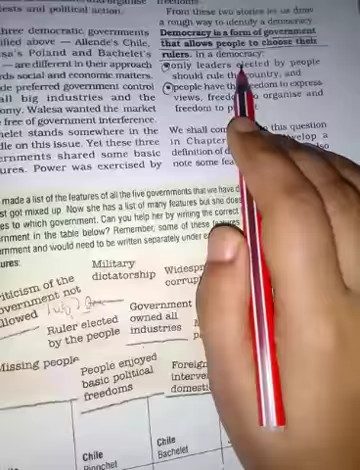 ests and political action.
three democratic governments
lified above — Allende's Chile,
sa's Poland and Bachelet's
— are different in their approach
rds social and economic matters.
de preferred government control
all big industries and the
omy. Walesa wanted the market
free of government interference.
helet stands somewhere in the
dle on this issue. Yet these three
ernments shared some basic
ures. Power was exercised by
From these two stories let us d
a rough way to identify a democracy.
Democracy is a form of government
that allows people to choose their
rulers. In a democracy:
only leaders elected by people
should rule the country, and
people have the freedom to express
views, freedom to organise and
freedom to
We shall com to this question
in Chapter
definition of d
note some fea
made a list of the features of all the five governments that we have d
st got mixed up. Now she has a list of many features but she does
es to which government. Can you help her by writing the correct
rnment in the table below? Remember, some of these features
ernment and would need to be written separately under e
ures:
riticism of the
overnment not
llowed
Military
dictatorship
Widespr
corrup
Ruler elected
by the people
Government
owned all
industries
Missing people
People enjoyed
basic political
freedoms
Foreign
interve
domesti
Chile
Pinochet
Chile
Bachelet